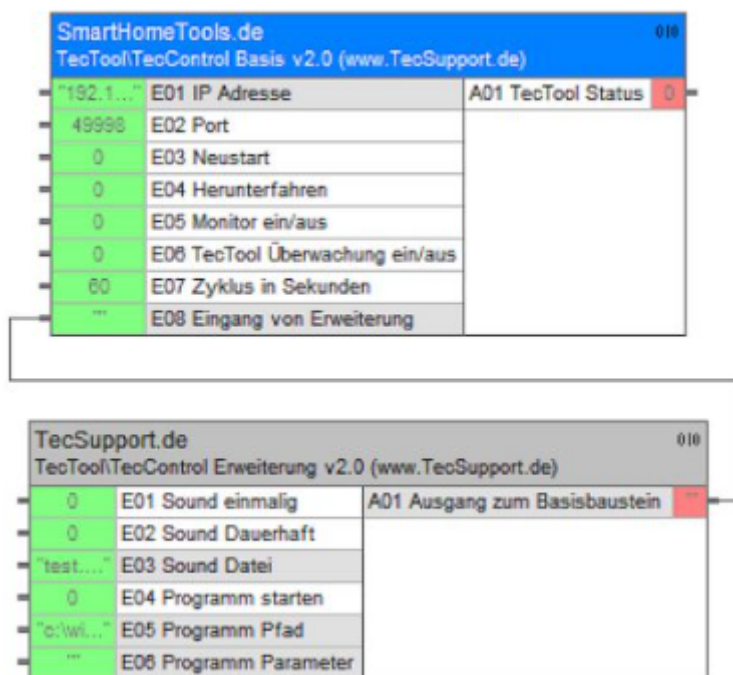 SmartHomeTools.de 010
TecTool\TecControl Basis v2.0 (www.TecSupport.de)
"192.1..." E01 IP Adresse A01 TecTool Status 0
49998 E02 Port
0 E03 Neustart
0 E04 Herunterfahren
0 E05 Monitor ein/aus
0 E06 TecTool Überwachung ein/aus
60 E07 Zyklus in Sekunden
"" E08 Eingang von Erweiterung
TecSupport.de 010
TecTool\TecControl Erweiterung v2.0 (www.TecSupport.de)
0 E01 Sound einmalig A01 Ausgang zum Basisbaustein ""
0 E02 Sound Dauerhaft
"test...." E03 Sound Datei
0 E04 Programm starten
"c:\wi..." E05 Programm Pfad
"" E06 Programm Parameter